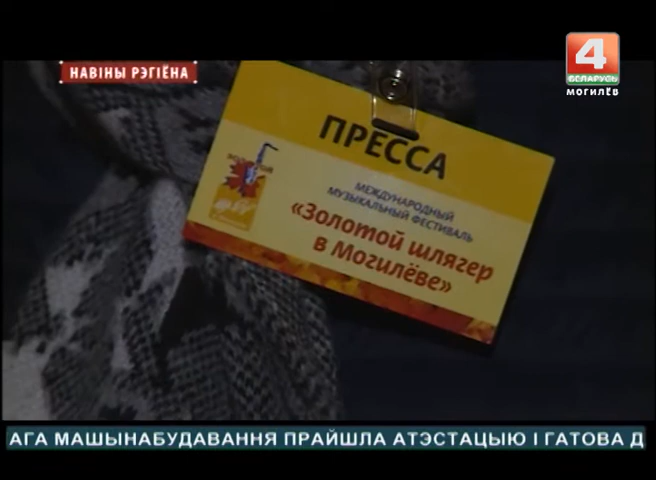 НАВІНЫ РЭГІЁНА
4
БЕЛАРУСЬ
МОГИЛЁВ
ПРЕССА
МЕЖДУНАРОДНЫЙ
МУЗЫКАЛЬНЫЙ ФЕСТИВАЛЬ
«Золотой шлягер
в Могилёве»
АГА МАШЫНАБУДАВАННЯ ПРАЙШЛА АТЭСТАЦЫЮ І ГАТОВА Д